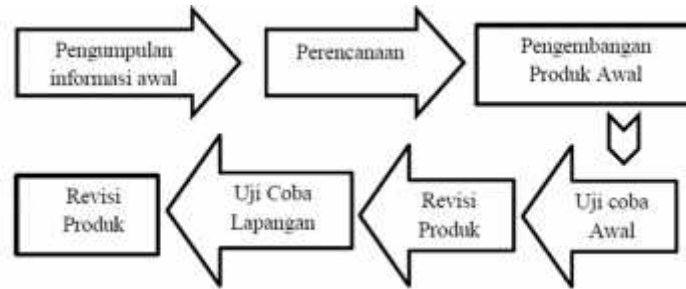 Pengumpulan
informasi awal
Perencanaan
Pengembangan
Produk Awal
Uji coba
Awal
Revisi
Produk
Uji Coba
Lapangan
Revisi
Produk